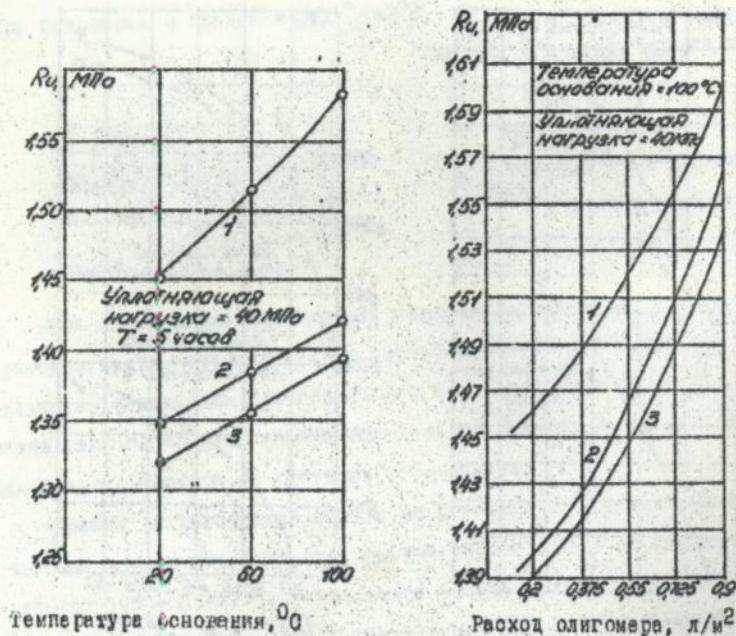 Rи, МПа
1,55
1,50
1,45
1,40
1,35
1,30
1,25
1
Уплотняющая
нагрузка = 40 МПа
T = 5 часов
2
3
20 60 100
температура основания, °С
Rи, МПа
1,61
1,59
1,57
1,55
1,53
1,51
1,49
1,47
1,45
1,43
1,41
1,39
Температура
основания = 100°С
Уплотняющая
нагрузка = 40МПа
1
2
3
0,2 0,375 0,55 0,725 0,9
Расход олигомера, л/м²